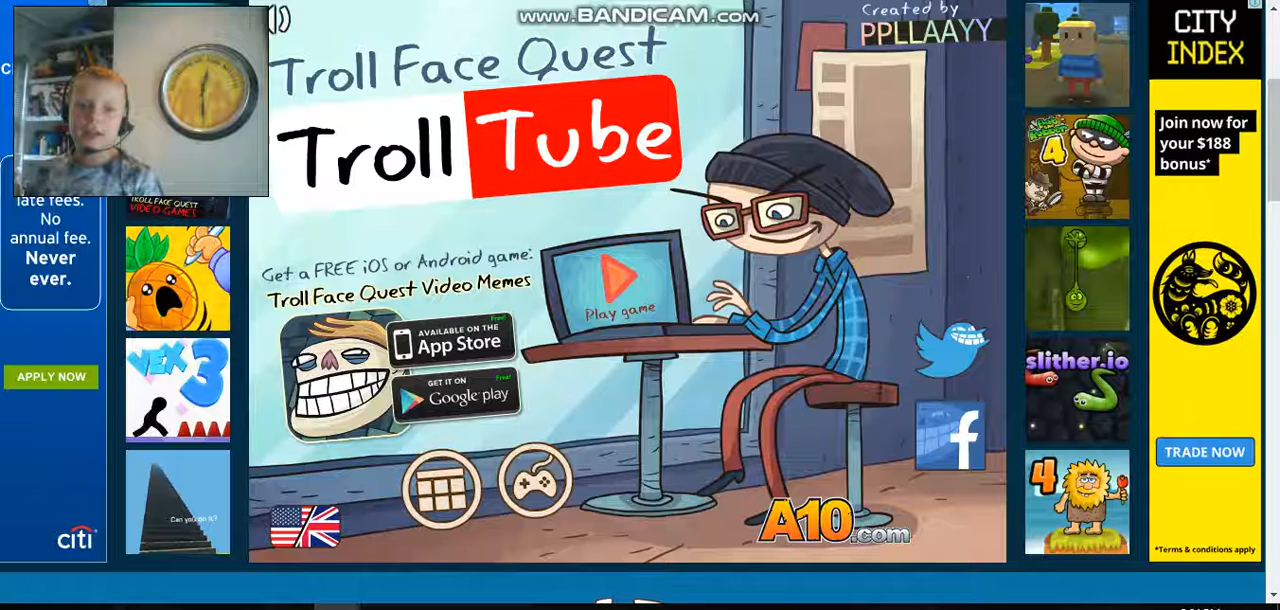 www.BANDICAM.com
Created by
PPLLAAYY
Troll Face Quest
Troll Tube
Get a FREE iOS or Android game:
Troll Face Quest Video Memes
Free!
AVAILABLE ON THE
App Store
GET IT ON
Free!
Google play
Play game
A10.com
late fees.
No
annual fee.
Never
ever.
APPLY NOW
citi
TROLL FACE QUEST
VIDEO GAMES
VEX 3
Can you do it?
4
slither.io
4
CITY
INDEX
Join now for
your $188
bonus*
TRADE NOW
*Terms & conditions apply